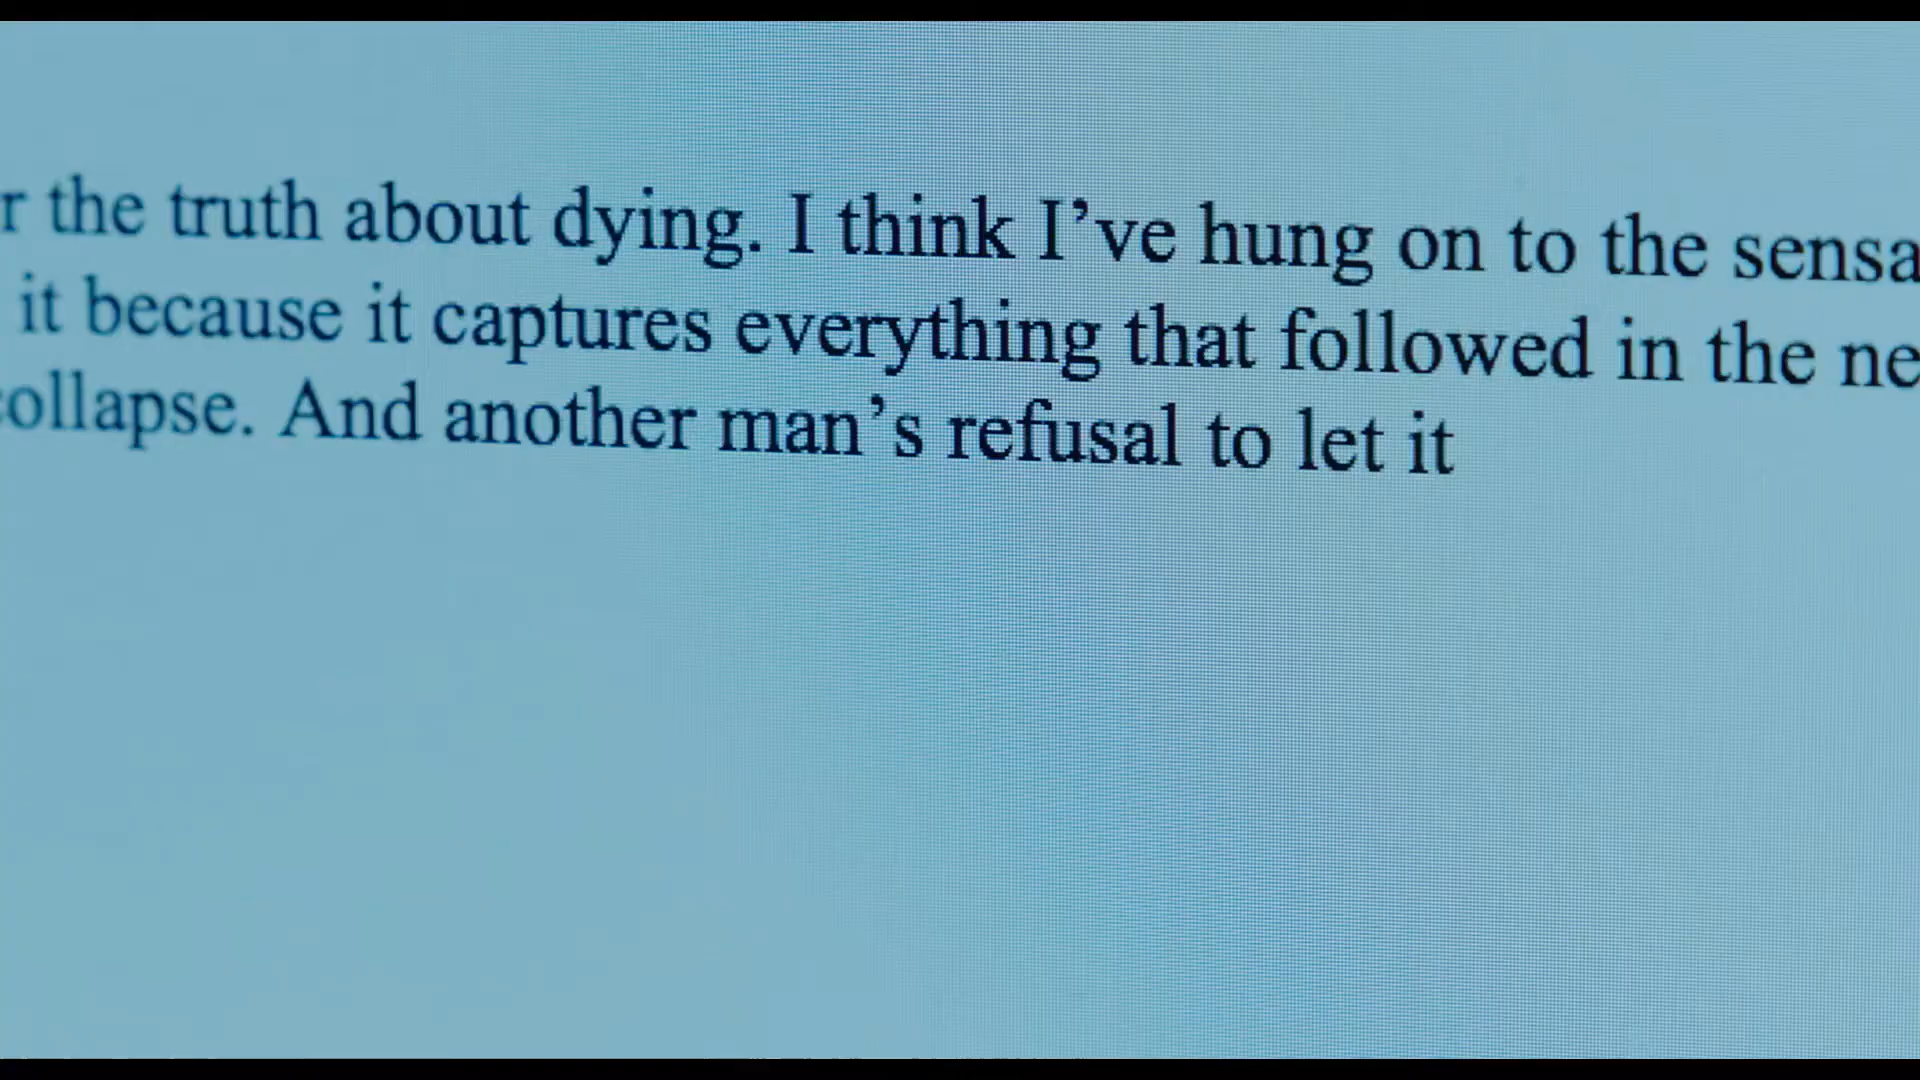 r the truth about dying. I think I've hung on to the sensa
it because it captures everything that followed in the ne
collapse. And another man's refusal to let it